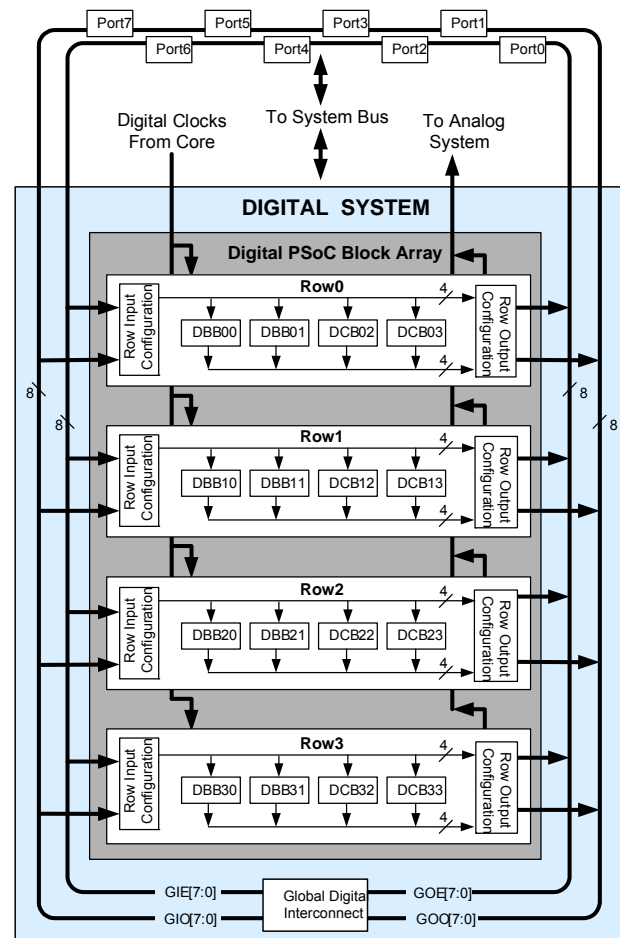 Port7
Port5
Port3
Port1
Port6
Port4
Port2
Port0
Digital Clocks
From Core
To System Bus
To Analog
System
DIGITAL SYSTEM
Digital PSoC Block Array
Row0
4
Row Input
Configuration
DBB00
DBB01
DCB02
DCB03
4
Row Output
Configuration
8
8
8
8
Row1
4
Row Input
Configuration
DBB10
DBB11
DCB12
DCB13
4
Row Output
Configuration
Row2
4
Row Input
Configuration
DBB20
DBB21
DCB22
DCB23
4
Row Output
Configuration
Row3
4
Row Input
Configuration
DBB30
DBB31
DCB32
DCB33
4
Row Output
Configuration
GIE[7:0]
GIO[7:0]
Global Digital
Interconnect
GOE[7:0]
GOO[7:0]